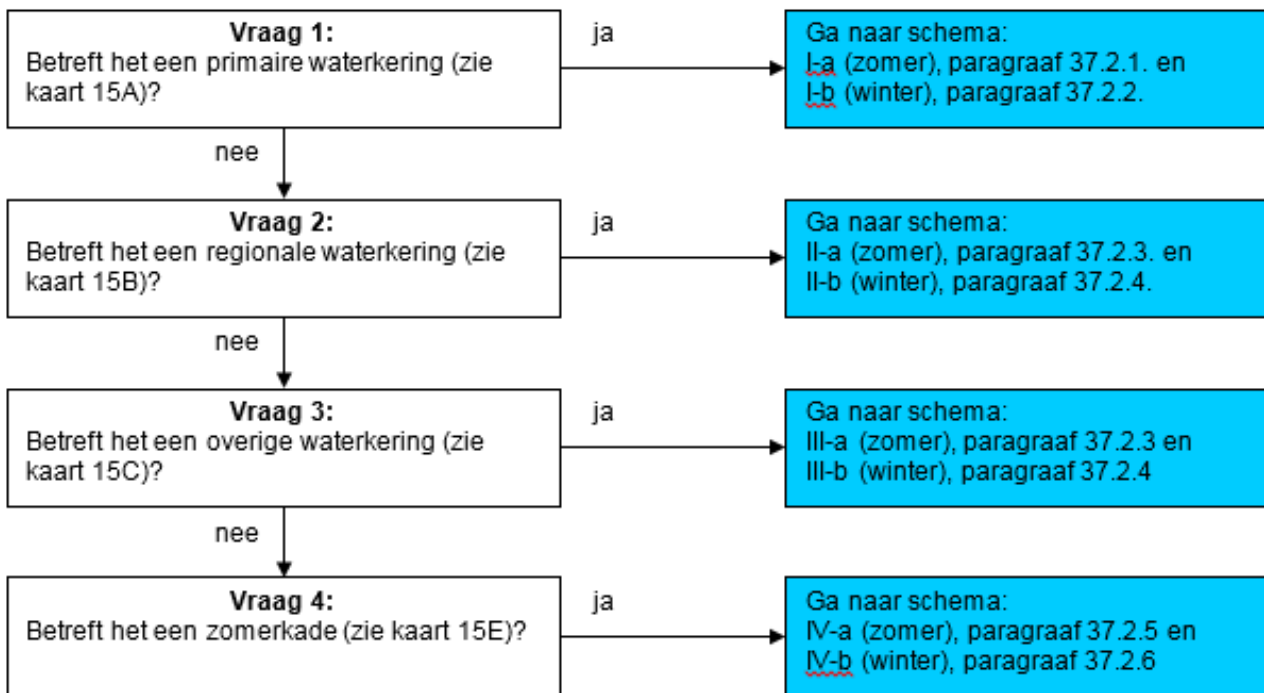 Vraag 1:
Betreft het een primaire waterkering (zie
kaart 15A)?
ja
Ga naar schema:
I-a (zomer), paragraaf 37.2.1. en
I-b (winter), paragraaf 37.2.2.
nee
Vraag 2:
Betreft het een regionale waterkering (zie
kaart 15B)?
ja
Ga naar schema:
II-a (zomer), paragraaf 37.2.3. en
II-b (winter), paragraaf 37.2.4.
nee
Vraag 3:
Betreft het een overige waterkering (zie
kaart 15C)?
ja
Ga naar schema:
III-a (zomer), paragraaf 37.2.3 en
III-b (winter), paragraaf 37.2.4
nee
Vraag 4:
Betreft het een zomerkade (zie kaart 15E)?
ja
Ga naar schema:
IV-a (zomer), paragraaf 37.2.5 en
IV-b (winter), paragraaf 37.2.6